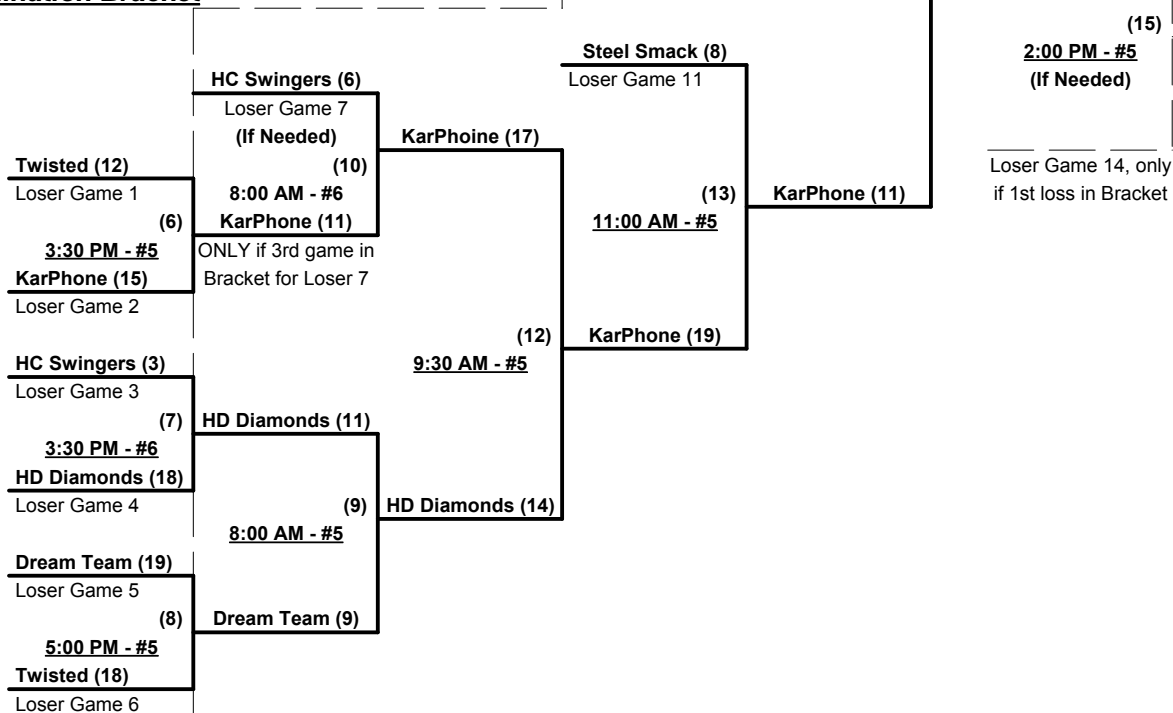 (15)
Steel Smack (8)
2:00 PM - #5
HC Swingers (6)
Loser Game 11
(If Needed)
Loser Game 7
(If Needed)
KarPhoine (17)
Twisted (12)
(10)
Loser Game 14, only
Loser Game 1
8:00 AM - #6
(13)
KarPhone (11)
if 1st loss in Bracket
(6)
KarPhone (11)
11:00 AM - #5
3:30 PM - #5
ONLY if 3rd game in
KarPhone (15)
Bracket for Loser 7
Loser Game 2
(12)
KarPhone (19)
HC Swingers (3)
9:30 AM - #5
Loser Game 3
(7)
HD Diamonds (11)
3:30 PM - #6
HD Diamonds (18)
Loser Game 4
(9)
HD Diamonds (14)
8:00 AM - #5
Dream Team (19)
Loser Game 5
(8)
Dream Team (9)
5:00 PM - #5
Twisted (18)
Loser Game 6